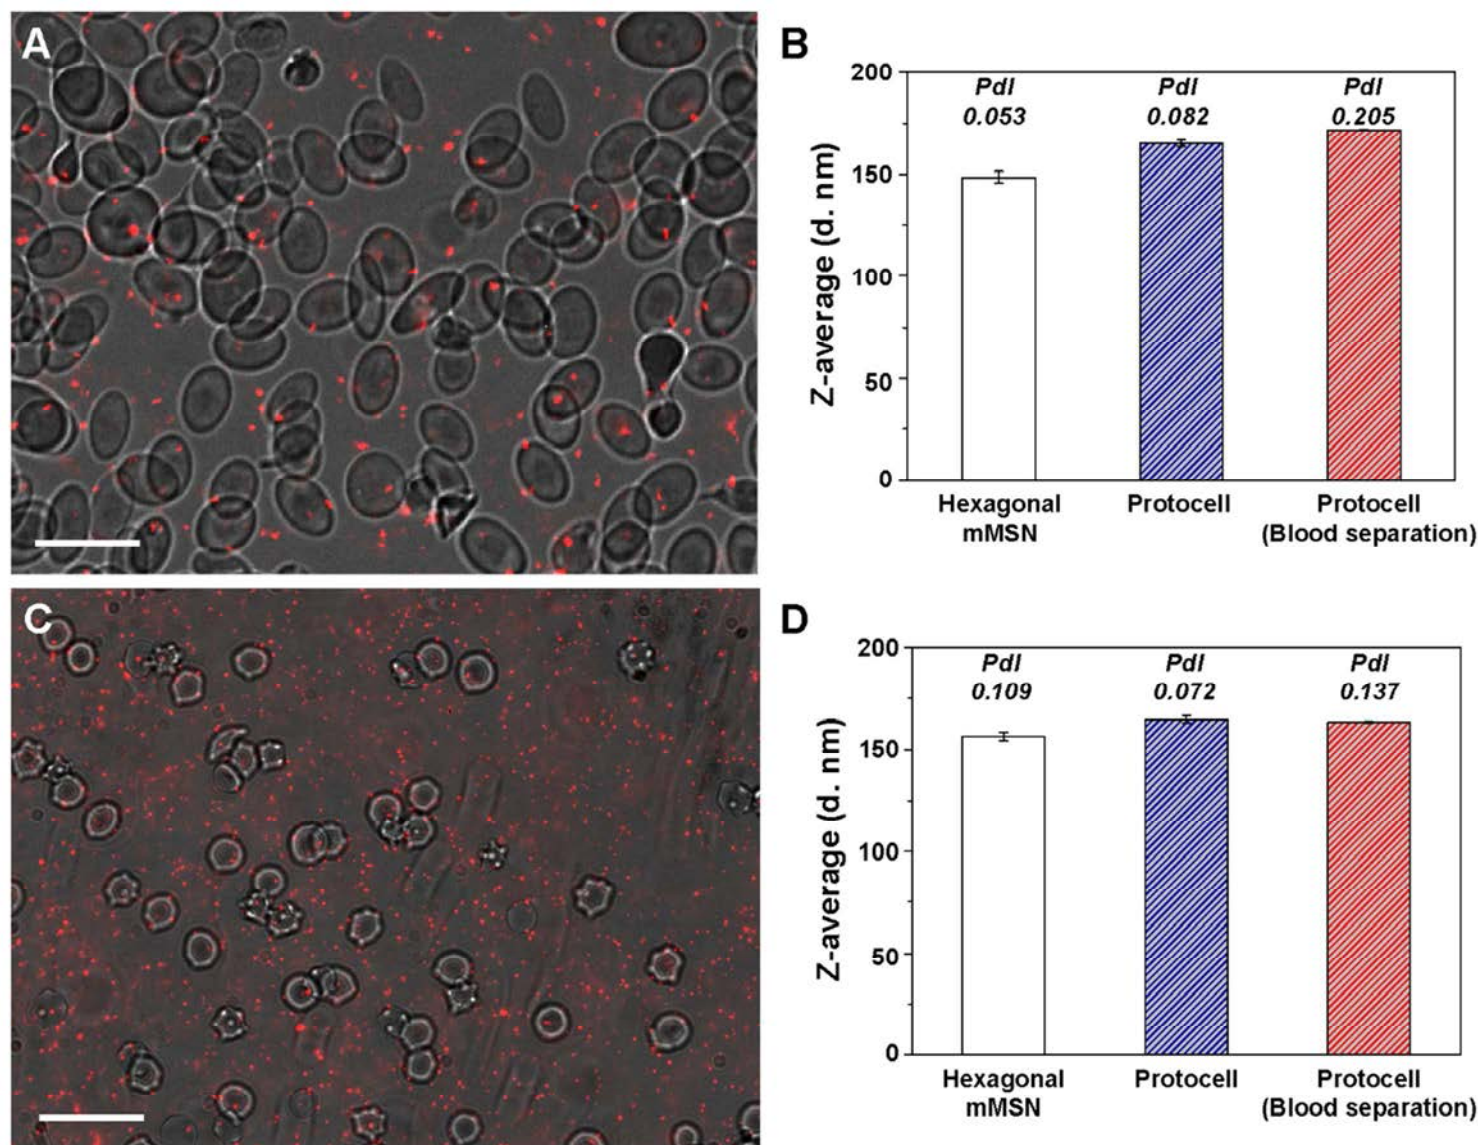 A
B
Z-average (d. nm)
200
150
100
50
0
PdI
0.053
PdI
0.082
PdI
0.205
Hexagonal
mMSN
Protocell
Protocell
(Blood separation)
C
D
Z-average (d. nm)
200
150
100
50
0
PdI
0.109
PdI
0.072
PdI
0.137
Hexagonal
mMSN
Protocell
Protocell
(Blood separation)